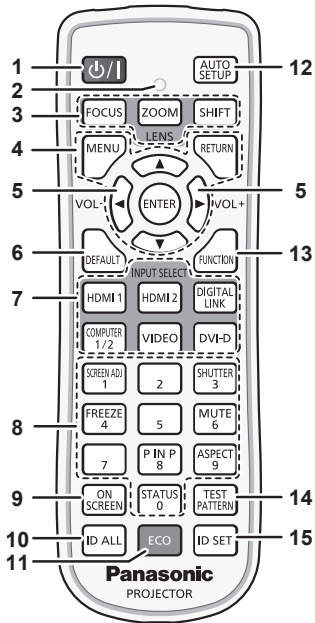 1
⏻/|
AUTO SETUP
12
2
3
FOCUS ZOOM SHIFT
LENS
4
MENU
RETURN
5
5
VOL-
ENTER
VOL+
6
DEFAULT
FUNCTION
13
INPUT SELECT
7
HDMI 1 HDMI 2 DIGITAL LINK
COMPUTER 1/2 VIDEO DVI-D
SCREEN ADJ 1
2
SHUTTER 3
8
FREEZE 4
5
MUTE 6
7
P IN P 8
ASPECT 9
9
ON SCREEN
STATUS 0
TEST PATTERN
14
10
ID ALL
ECO
ID SET
15
11
Panasonic
PROJECTOR